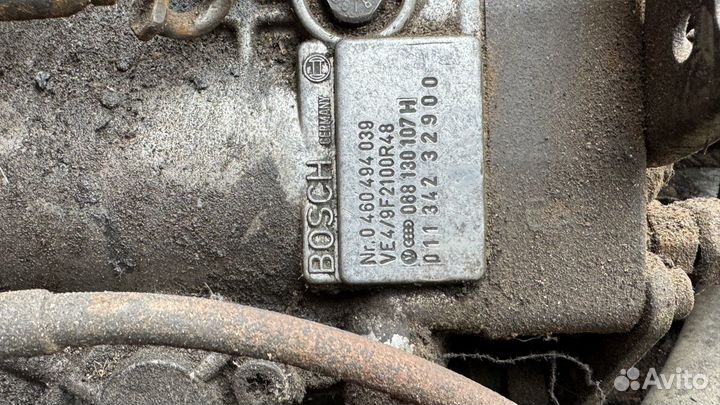 BOSCH GERMANY
Nr. 0 460 494 039
VE4/9F2100R48
068 130 107 H
011 342 32900
Avito